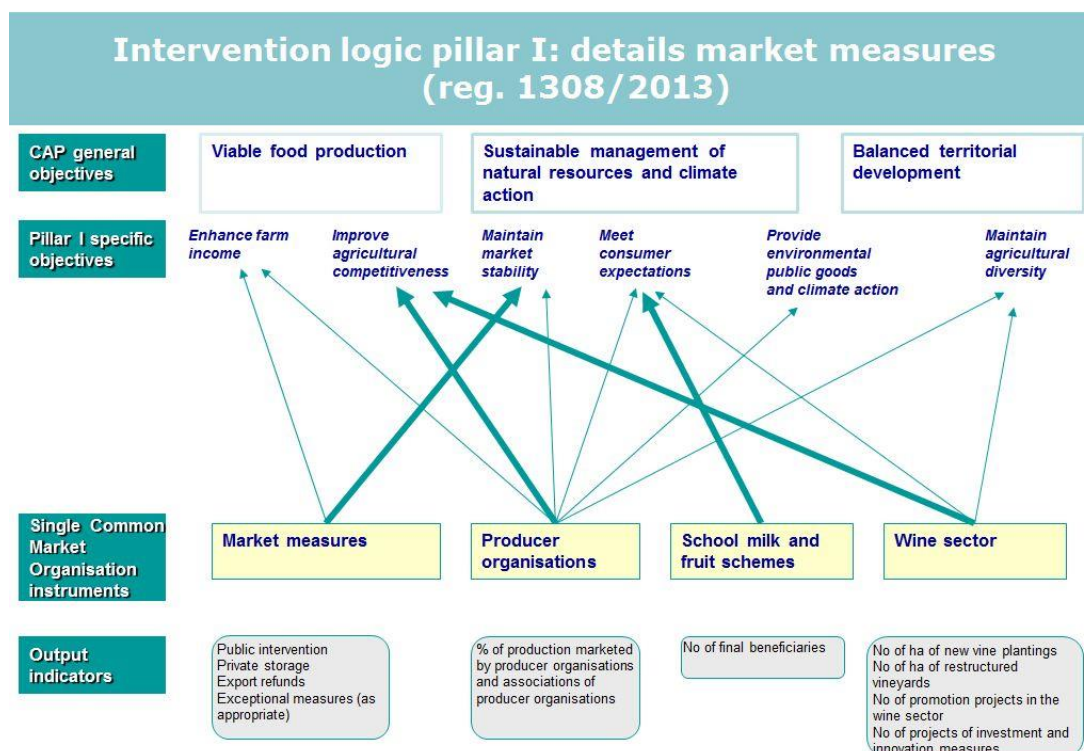 Intervention logic pillar I: details market measures
(reg. 1308/2013)
CAP general
objectives
Viable food production
Sustainable management of
natural resources and climate
action
Balanced territorial
development
Pillar I specific
objectives
Enhance farm
income
Improve
agricultural
competitiveness
Maintain
market
stability
Meet
consumer
expectations
Provide
environmental
public goods
and climate action
Maintain
agricultural
diversity
Single Common
Market
Organisation
instruments
Market measures
Producer
organisations
School milk and
fruit schemes
Wine sector
Output
indicators
Public intervention
Private storage
Export refunds
Exceptional measures (as
appropriate)
% of production marketed
by producer organisations
and associations of
producer organisations
No of final beneficiaries
No of ha of new vine plantings
No of ha of restructured
vineyards
No of promotion projects in the
wine sector
No of projects of investment and
innovation measures